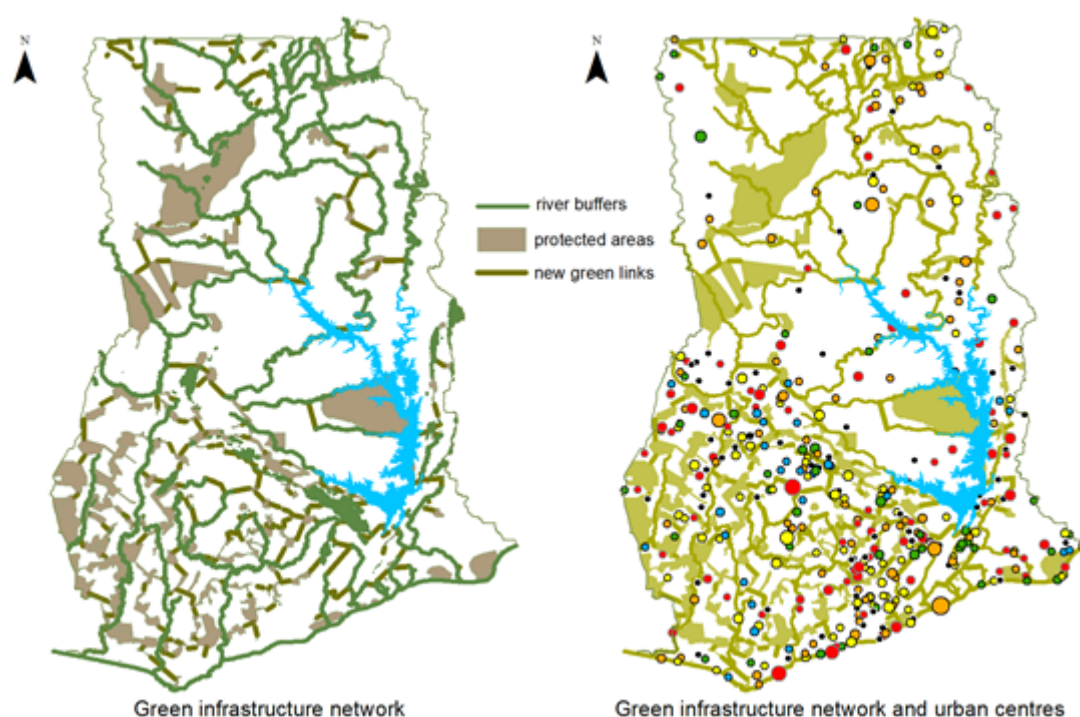 N
N
river buffers
protected areas
new green links
Green infrastructure network
Green infrastructure network and urban centres